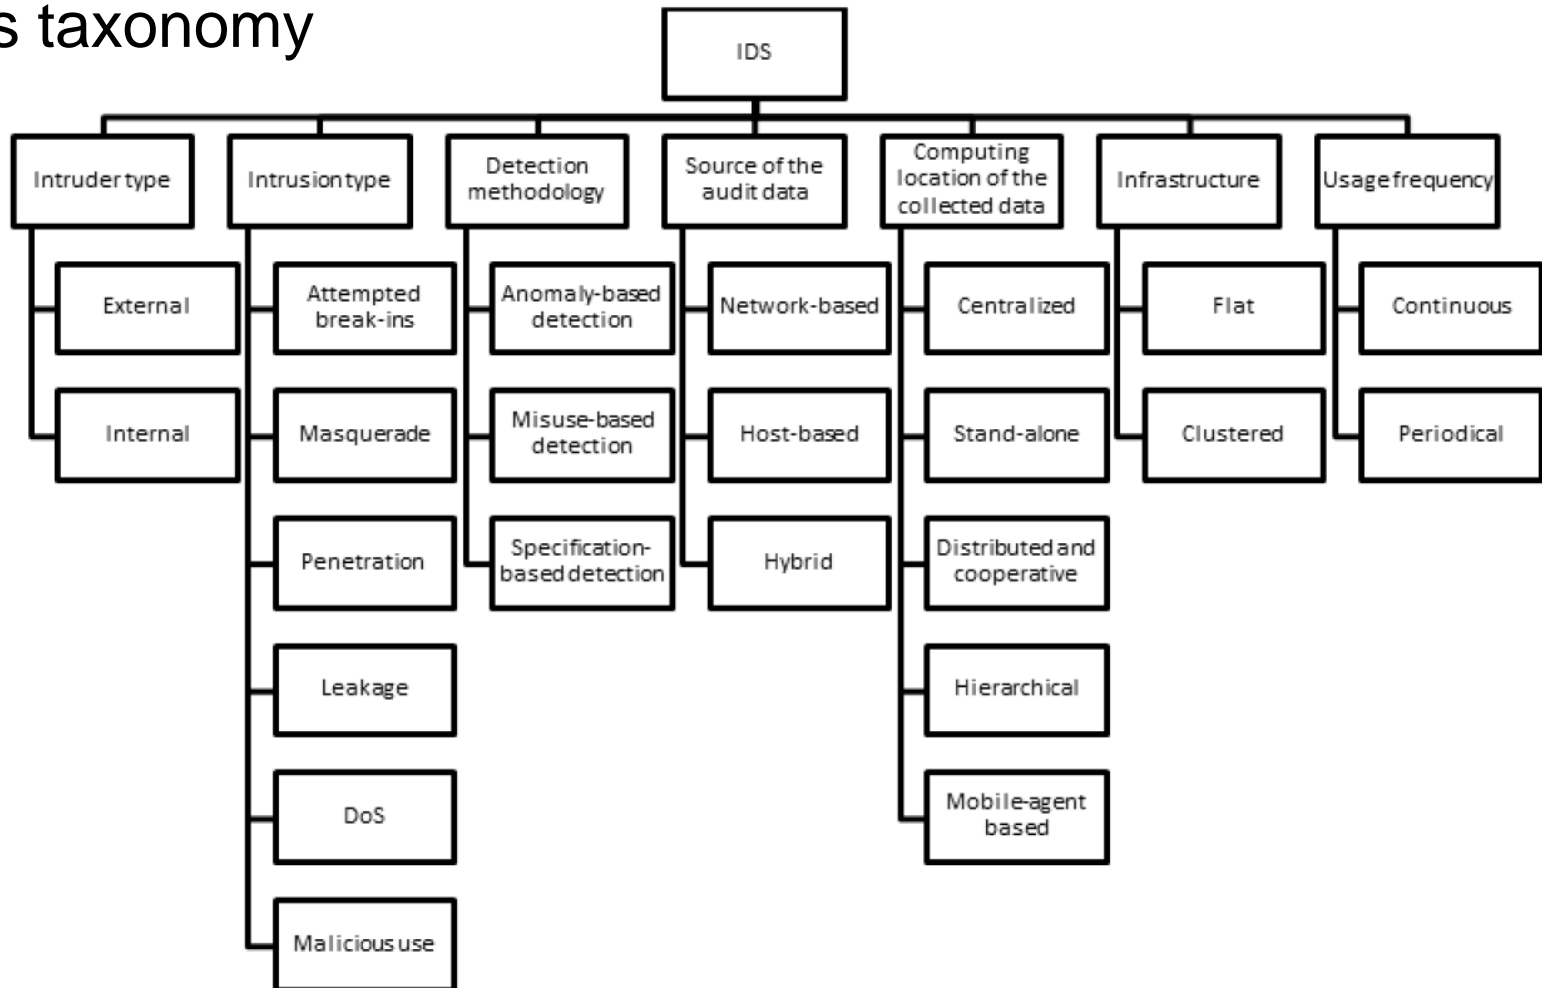 s taxonomy
IDS
Intruder type
Intrusion type
Detection
methodology
Source of the
audit data
Computing
location of the
collected data
Infrastructure
Usage frequency
External
Internal
Attempted
break-ins
Masquerade
Penetration
Leakage
DoS
Malicious use
Anomaly-based
detection
Misuse-based
detection
Specification-
based detection
Network-based
Host-based
Hybrid
Centralized
Stand-alone
Distributed and
cooperative
Hierarchical
Mobile-agent
based
Flat
Clustered
Continuous
Periodical